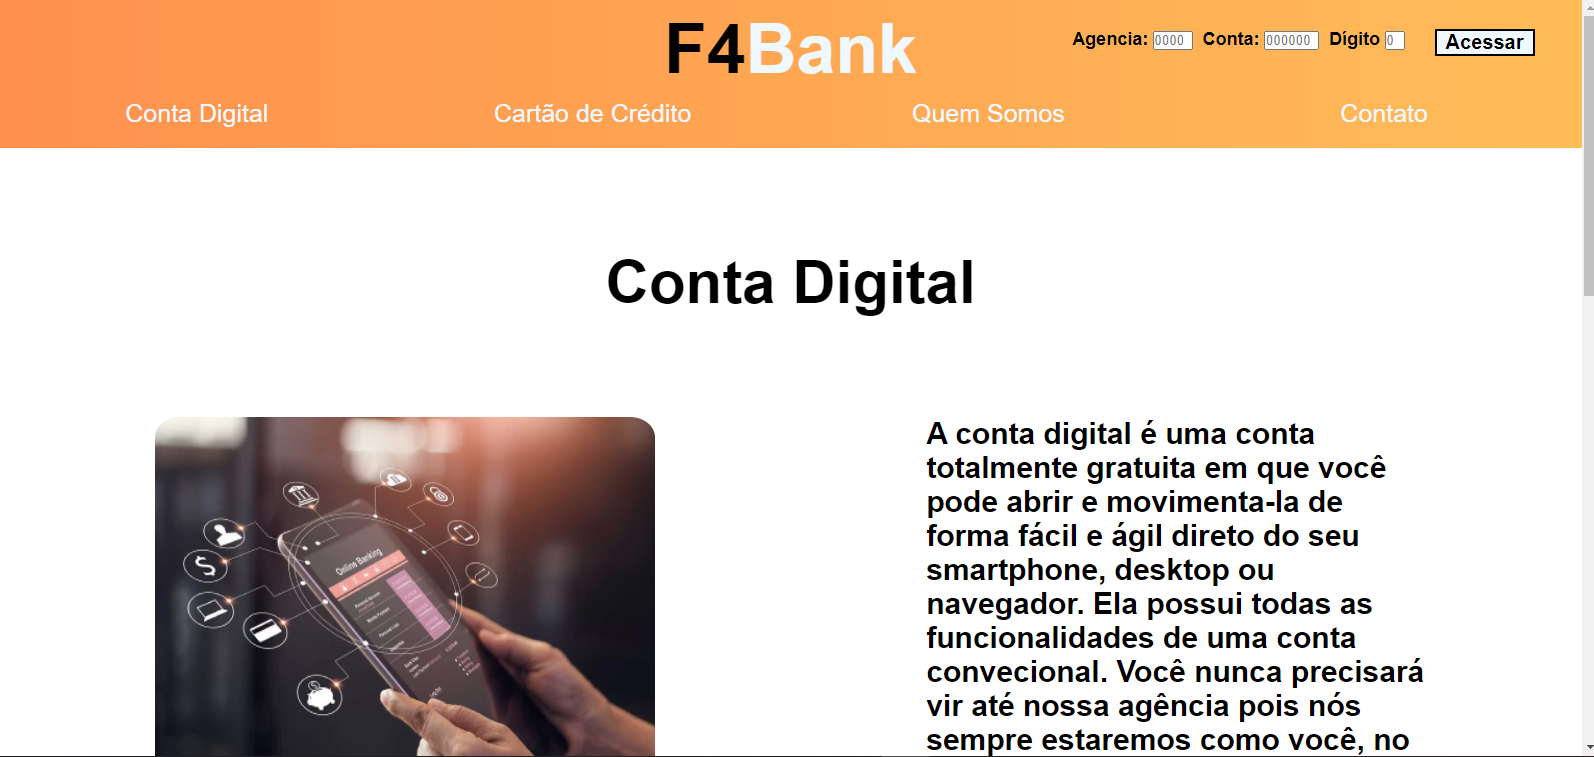 F4Bank
Agencia: 0000 Conta: 000000 Dígito 0 Acessar
Conta Digital Cartão de Crédito Quem Somos Contato
Conta Digital
A conta digital é uma conta
totalmente gratuita em que você
pode abrir e movimenta-la de
forma fácil e ágil direto do seu
smartphone, desktop ou
navegador. Ela possui todas as
funcionalidades de uma conta
convecional. Você nunca precisará
vir até nossa agência pois nós
sempre estaremos como você, no
Online Banking